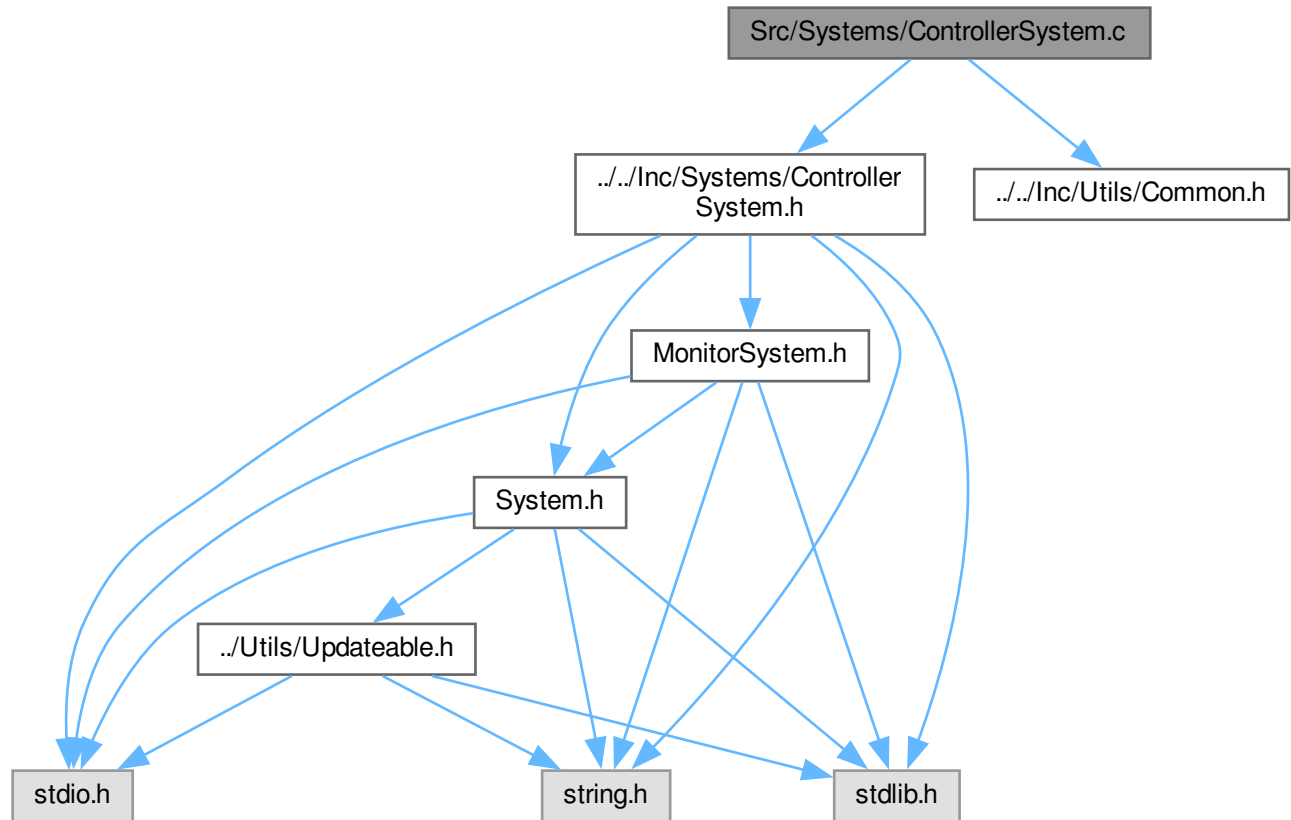 Src/Systems/ControllerSystem.c
../../Inc/Systems/Controller
System.h
../../Inc/Utils/Common.h
MonitorSystem.h
System.h
../Utils/Updateable.h
stdio.h
string.h
stdlib.h